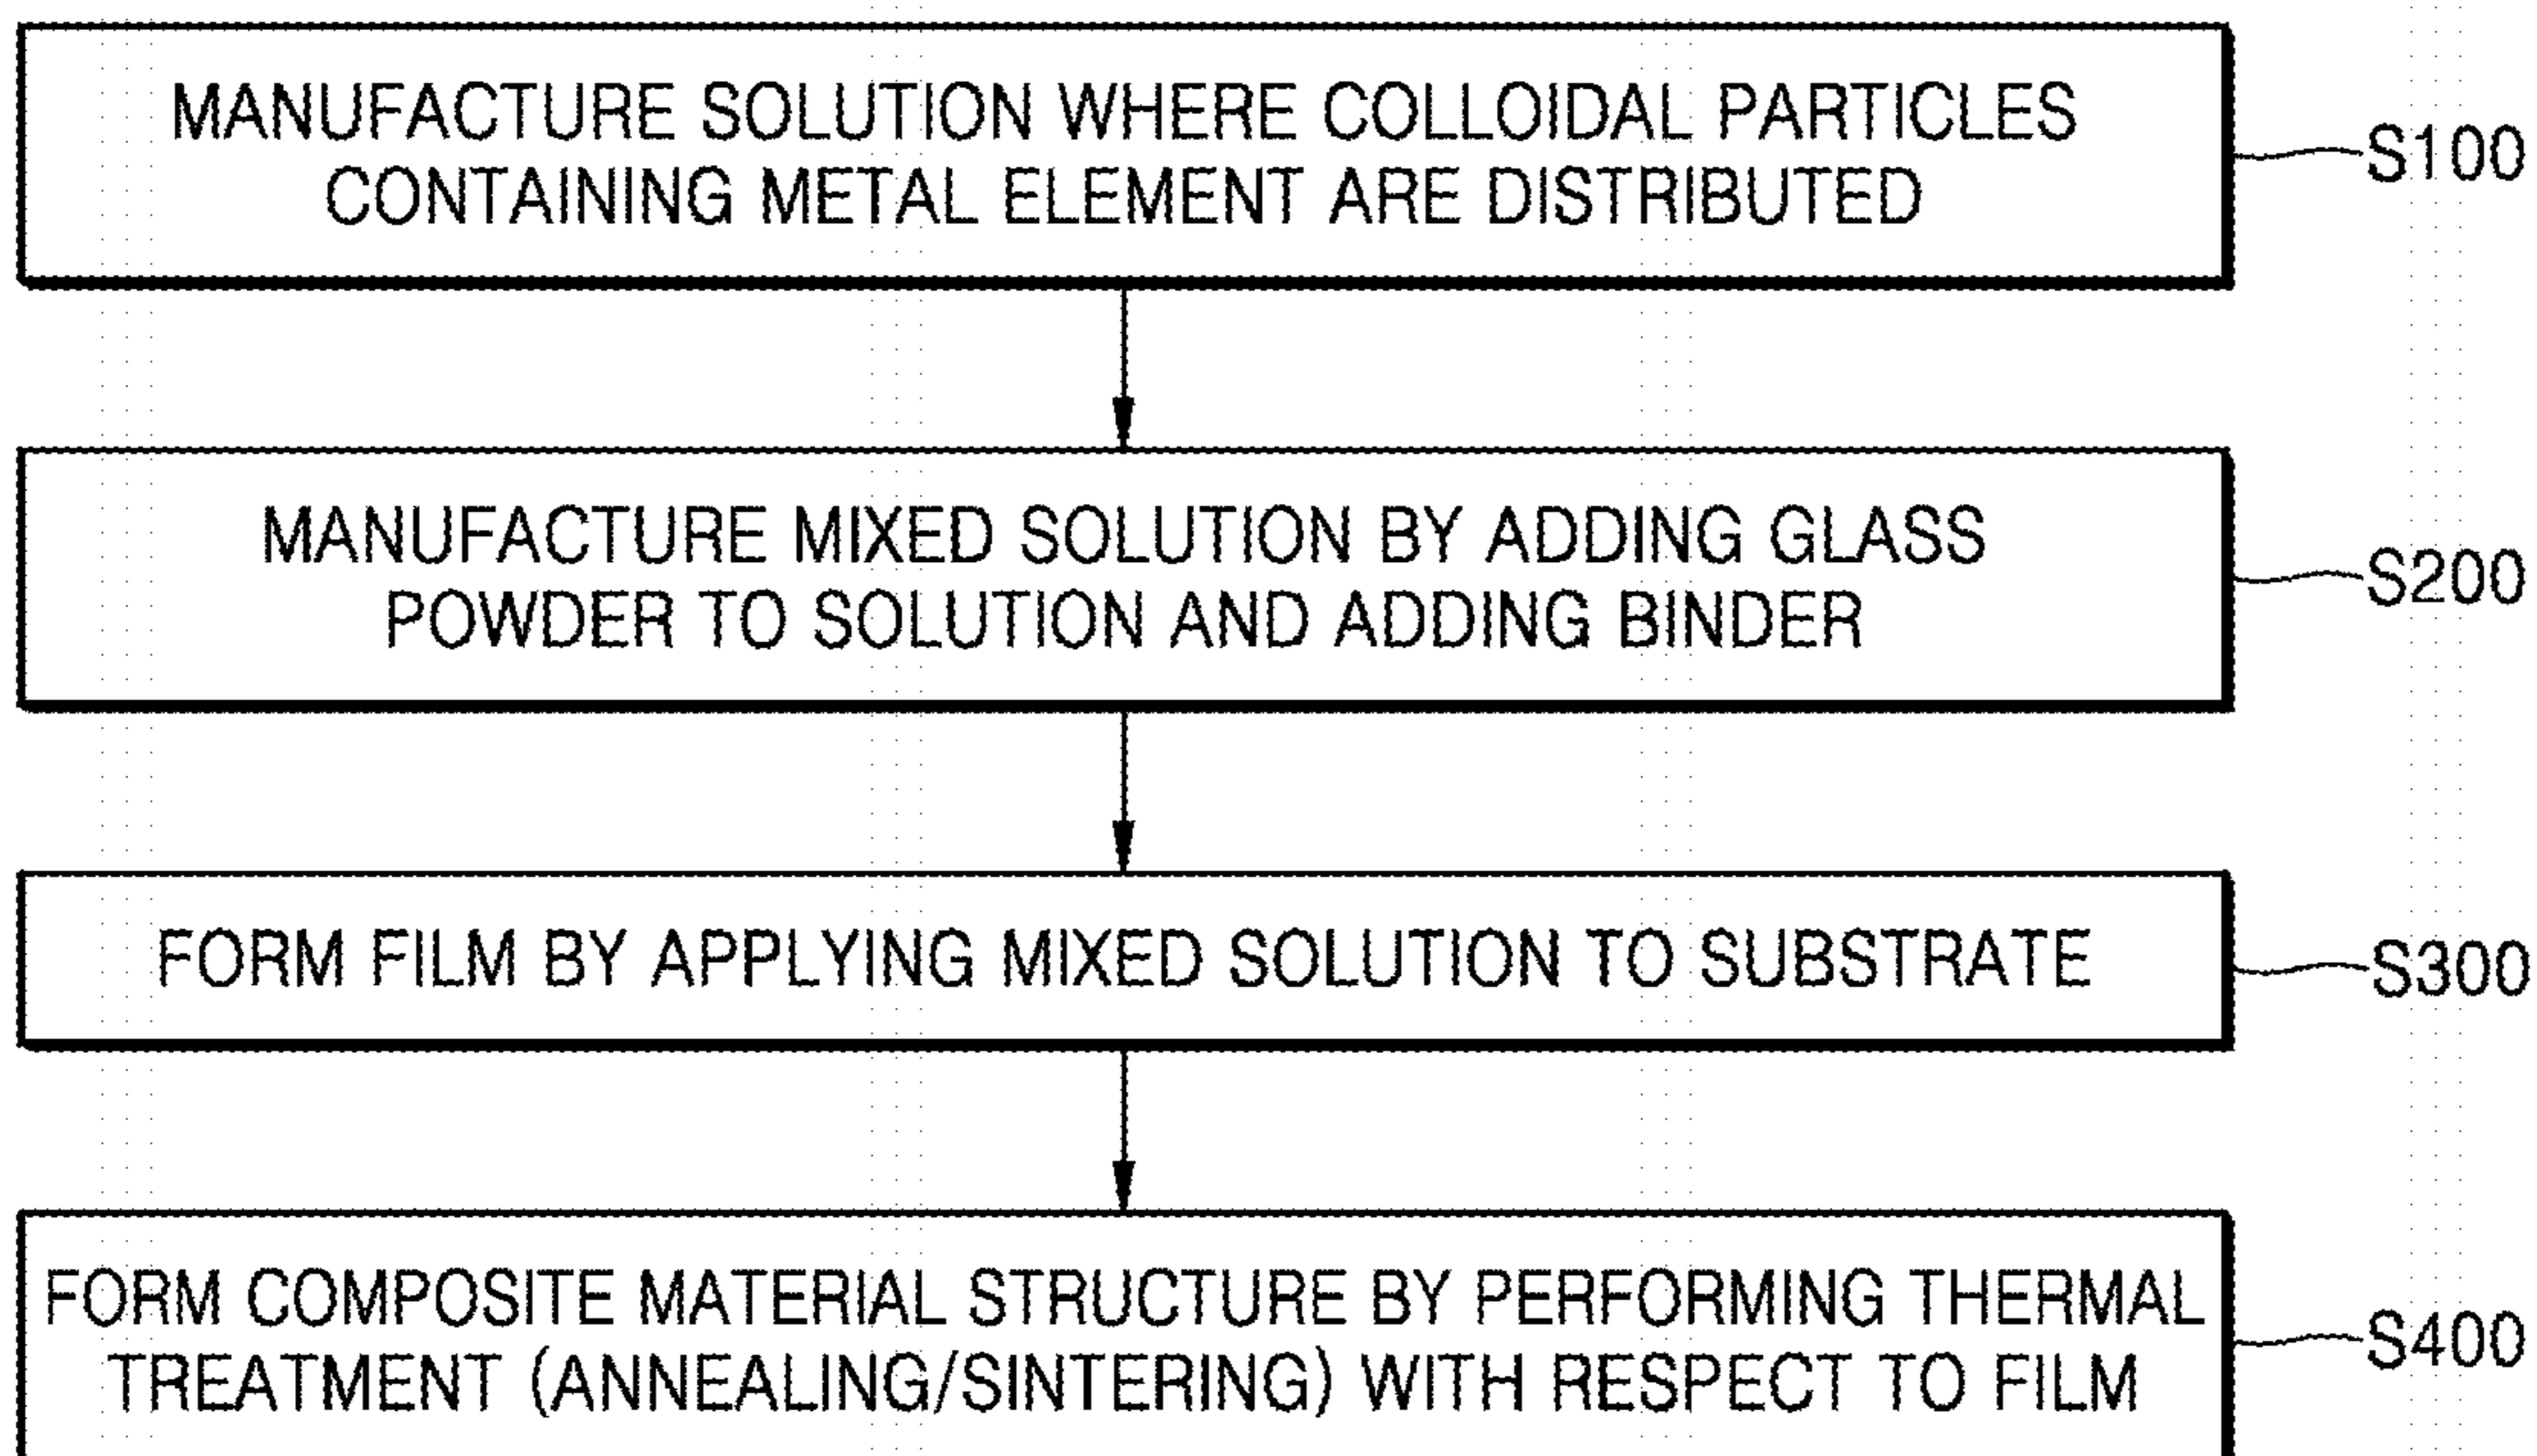 MANUFACTURE SOLUTION WHERE COLLOIDAL PARTICLES
CONTAINING METAL ELEMENT ARE DISTRIBUTED
S100
MANUFACTURE MIXED SOLUTION BY ADDING GLASS
POWDER TO SOLUTION AND ADDING BINDER
S200
FORM FILM BY APPLYING MIXED SOLUTION TO SUBSTRATE
S300
FORM COMPOSITE MATERIAL STRUCTURE BY PERFORMING THERMAL
TREATMENT (ANNEALING/SINTERING) WITH RESPECT TO FILM
S400